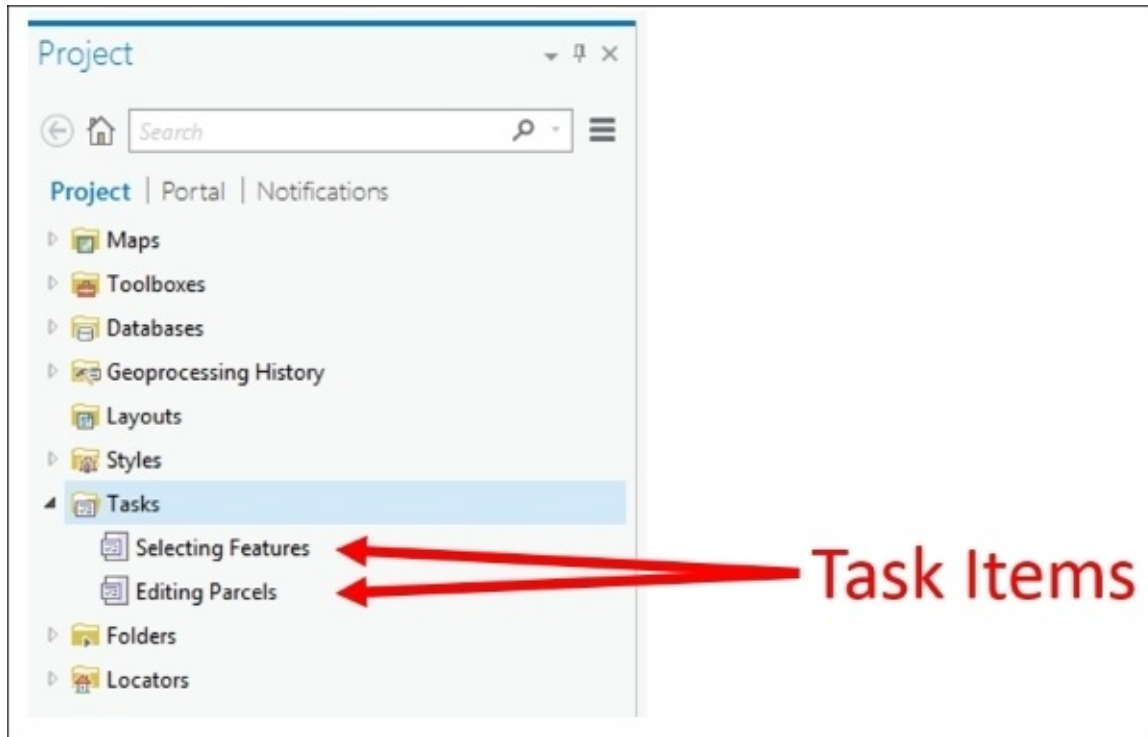 Project
Search
Project | Portal | Notifications
Maps
Toolboxes
Databases
Geoprocessing History
Layouts
Styles
Tasks
Selecting Features
Editing Parcels
Task Items
Folders
Locators